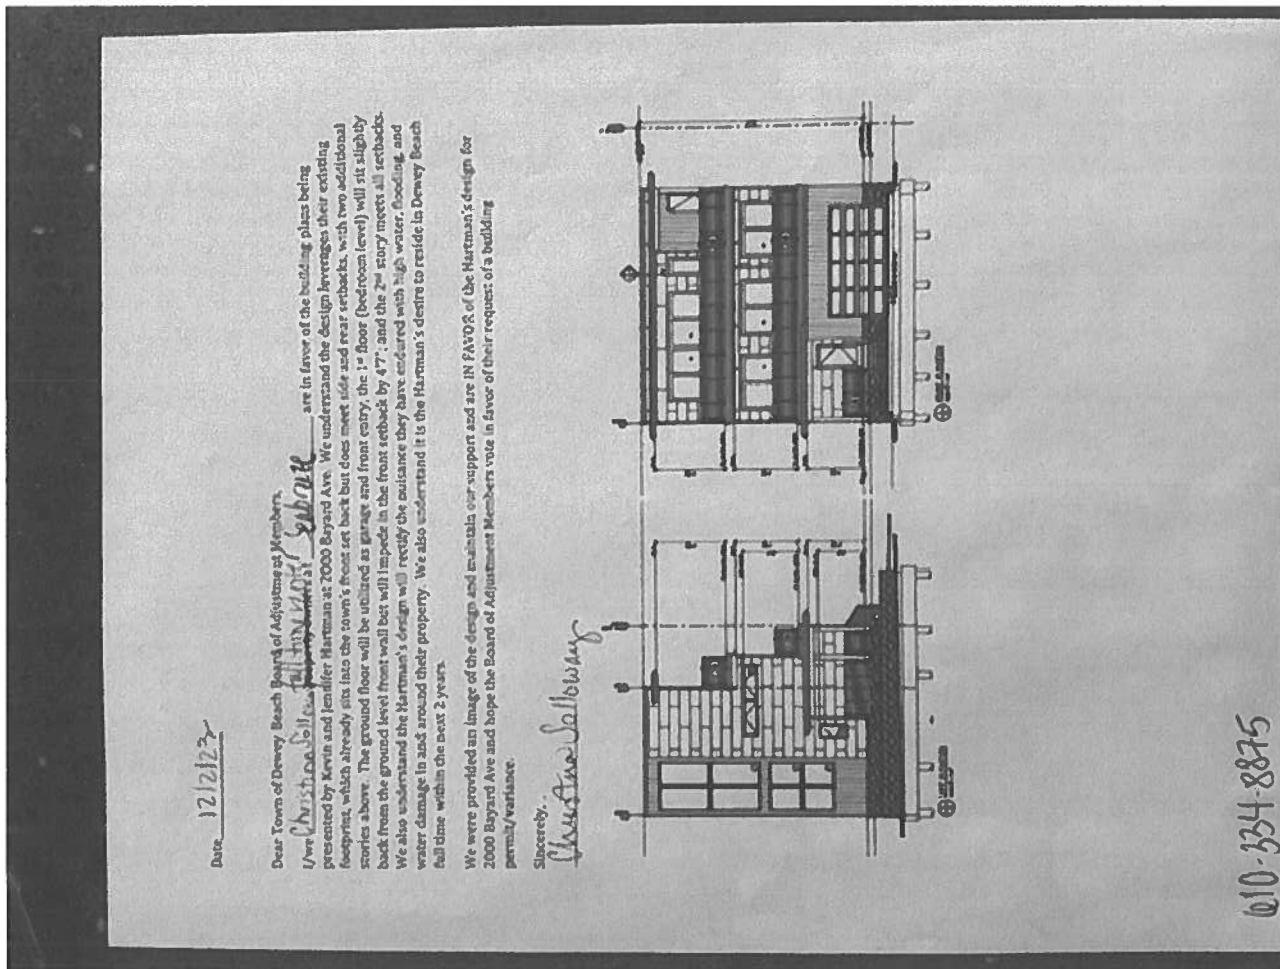 Date 12/2/22
Dear Town of Dewey Beach Board of Adjustment Members,
I/we Christina Solloway full time Motel are in favor of the building plans being
presented by Kevin and Jennifer Hartman at 2000 Bayard Ave. We understand the design leverages their existing
footprint, which already sits into the town's front set back but does meet side and rear setbacks, with two additional
stories above. The ground floor will be utilized as garage and front entry, the 1st floor (bedroom level) will sit slightly
back from the ground level front wall but will impede in the front setback by 4'7"; and the 2nd story meets all setbacks.
We also understand the Hartman's design will rectify the nuisance they have endured with high water, flooding, and
water damage in and around their property. We also understand it is the Hartman's desire to reside in Dewey Beach
full time within the next 2 years.
We were provided an image of the design and maintain our support and are IN FAVOR of the Hartman's design for
2000 Bayard Ave and hope the Board of Adjustment Members vote in favor of their request of a building
permit/variance.
Sincerely,
Christina Solloway
610-334-8875